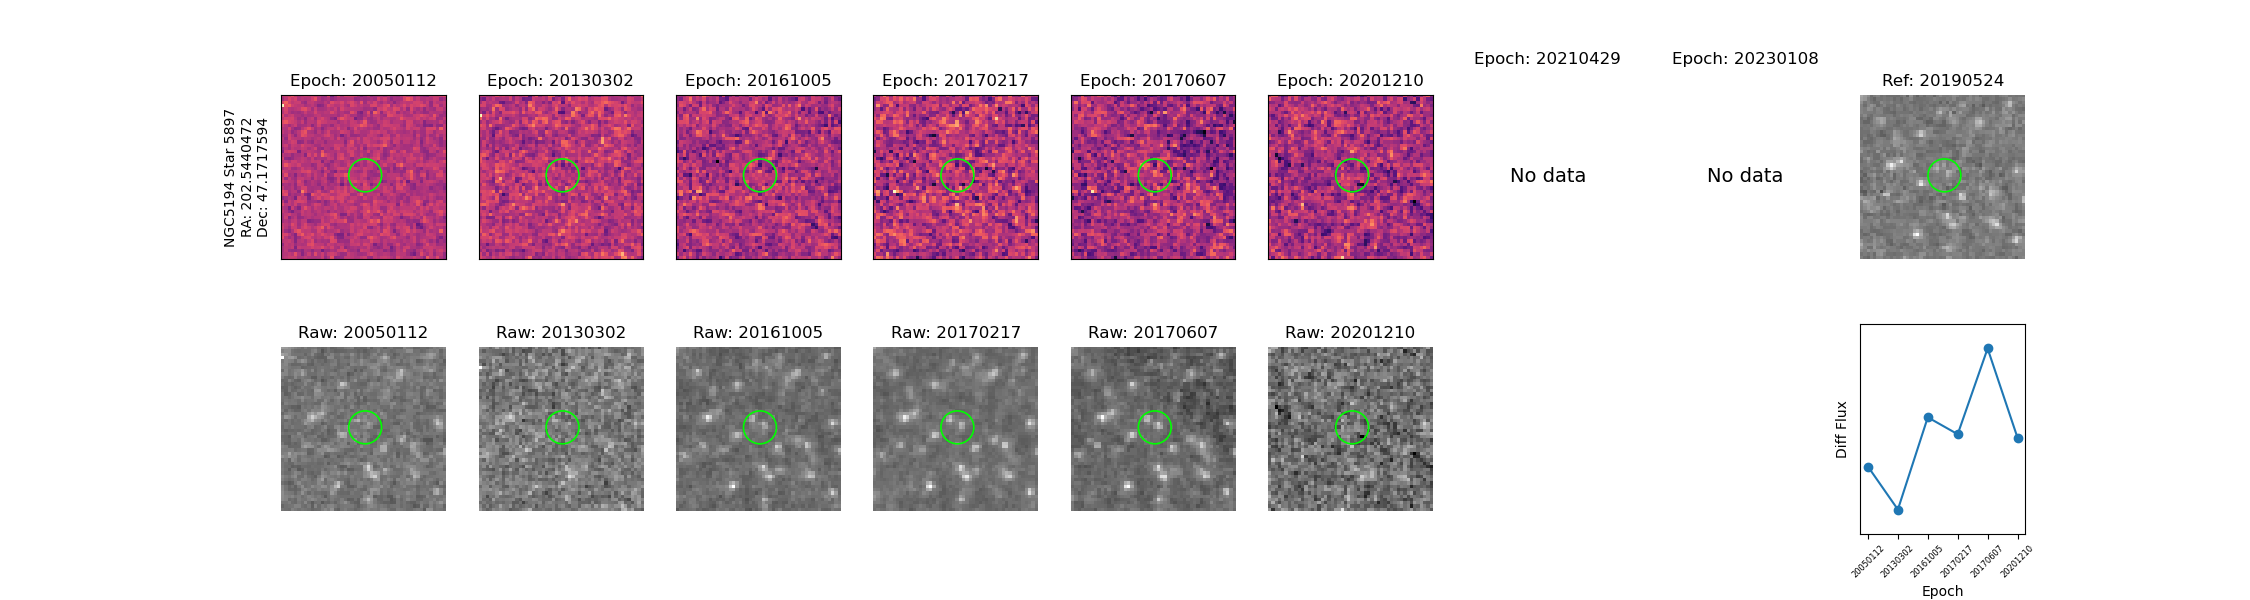 Epoch: 20050112
Epoch: 20130302
Epoch: 20161005
Epoch: 20170217
Epoch: 20170607
Epoch: 20201210
Epoch: 20210429
Epoch: 20230108
Ref: 20190524
NGC5194 Star 5897
RA: 202.5440472
Dec: 47.1717594
No data
No data
Raw: 20050112
Raw: 20130302
Raw: 20161005
Raw: 20170217
Raw: 20170607
Raw: 20201210
Diff Flux
20050112
20130302
20161005
20170217
20170607
20201210
Epoch